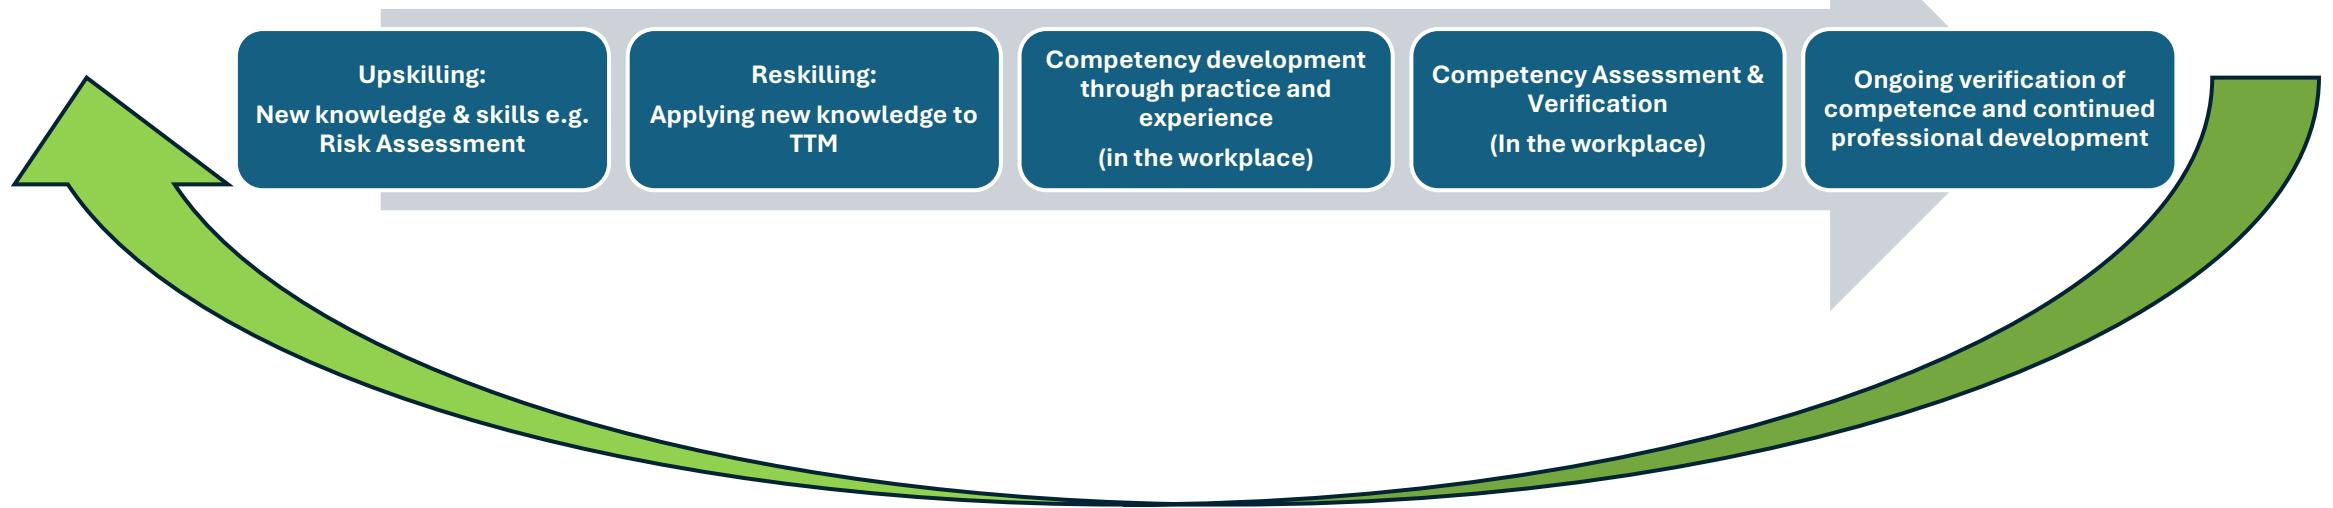 Upskilling:
New knowledge & skills e.g.
Risk Assessment
Reskilling:
Applying new knowledge to
TTM
Competency development
through practice and
experience
(in the workplace)
Competency Assessment &
Verification
(In the workplace)
Ongoing verification of
competence and continued
professional development